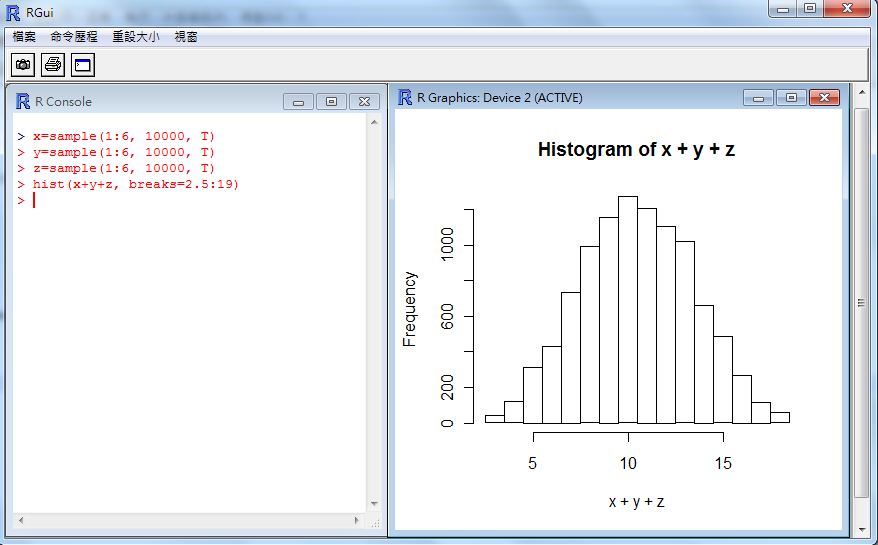 RGui
檔案 命令歷程 重設大小 視窗
R Console
> x=sample(1:6, 10000, T)
> y=sample(1:6, 10000, T)
> z=sample(1:6, 10000, T)
> hist(x+y+z, breaks=2.5:19)
>
R Graphics: Device 2 (ACTIVE)
Histogram of x + y + z
Frequency
0 200 600 1000
5 10 15
x + y + z